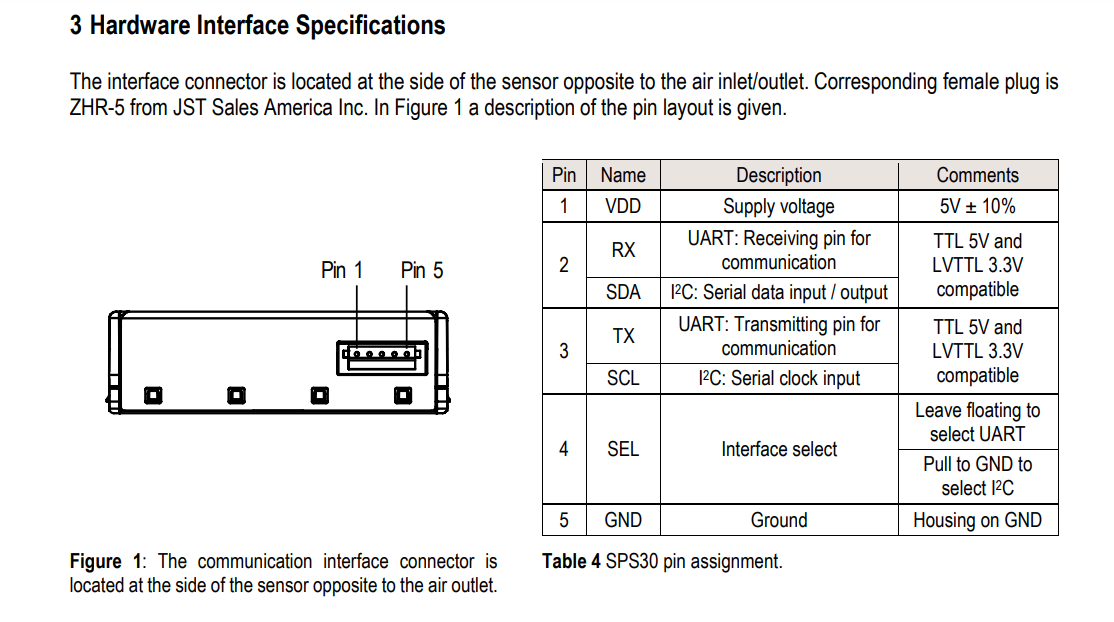 3 Hardware Interface Specifications
The interface connector is located at the side of the sensor opposite to the air inlet/outlet. Corresponding female plug is
ZHR-5 from JST Sales America Inc. In Figure 1 a description of the pin layout is given.
Pin 1 Pin 5
Pin Name Description Comments
1 VDD Supply voltage 5V ± 10%
2
RX
UART: Receiving pin for
communication
SDA I²C: Serial data input / output
TTL 5V and
LVTTL 3.3V
compatible
3
TX
UART: Transmitting pin for
communication
SCL I²C: Serial clock input
TTL 5V and
LVTTL 3.3V
compatible
4 SEL Interface select
Leave floating to
select UART
Pull to GND to
select I²C
5 GND Ground Housing on GND
Figure 1: The communication interface connector is
located at the side of the sensor opposite to the air outlet.
Table 4 SPS30 pin assignment.